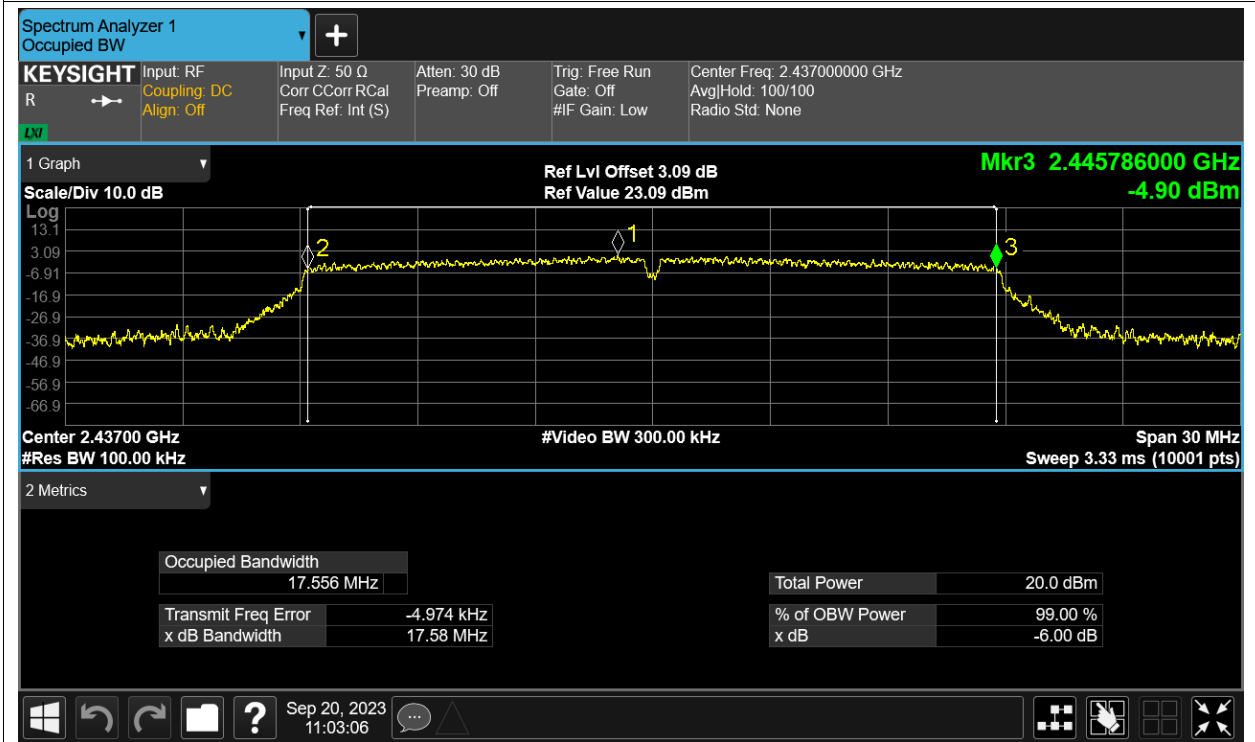 Spectrum Analyzer 1
Occupied BW
+
KEYSIGHT
R
LXI
Input: RF
Coupling: DC
Align: Off
Input Z: 50 Ω
Corr CCorr RCal
Freq Ref: Int (S)
Atten: 30 dB
Preamp: Off
Trig: Free Run
Gate: Off
#IF Gain: Low
Center Freq: 2.437000000 GHz
Avg|Hold: 100/100
Radio Std: None
1 Graph
Scale/Div 10.0 dB
Ref Lvl Offset 3.09 dB
Ref Value 23.09 dBm
Mkr3 2.445786000 GHz
-4.90 dBm
Log
13.1
3.09
-6.91
-16.9
-26.9
-36.9
-46.9
-56.9
-66.9
2
1
3
Center 2.43700 GHz
#Video BW 300.00 kHz
Span 30 MHz
#Res BW 100.00 kHz
Sweep 3.33 ms (10001 pts)
2 Metrics
Occupied Bandwidth
17.556 MHz
Transmit Freq Error -4.974 kHz
x dB Bandwidth 17.58 MHz
Total Power 20.0 dBm
% of OBW Power 99.00 %
x dB -6.00 dB
?
Sep 20, 2023
11:03:06